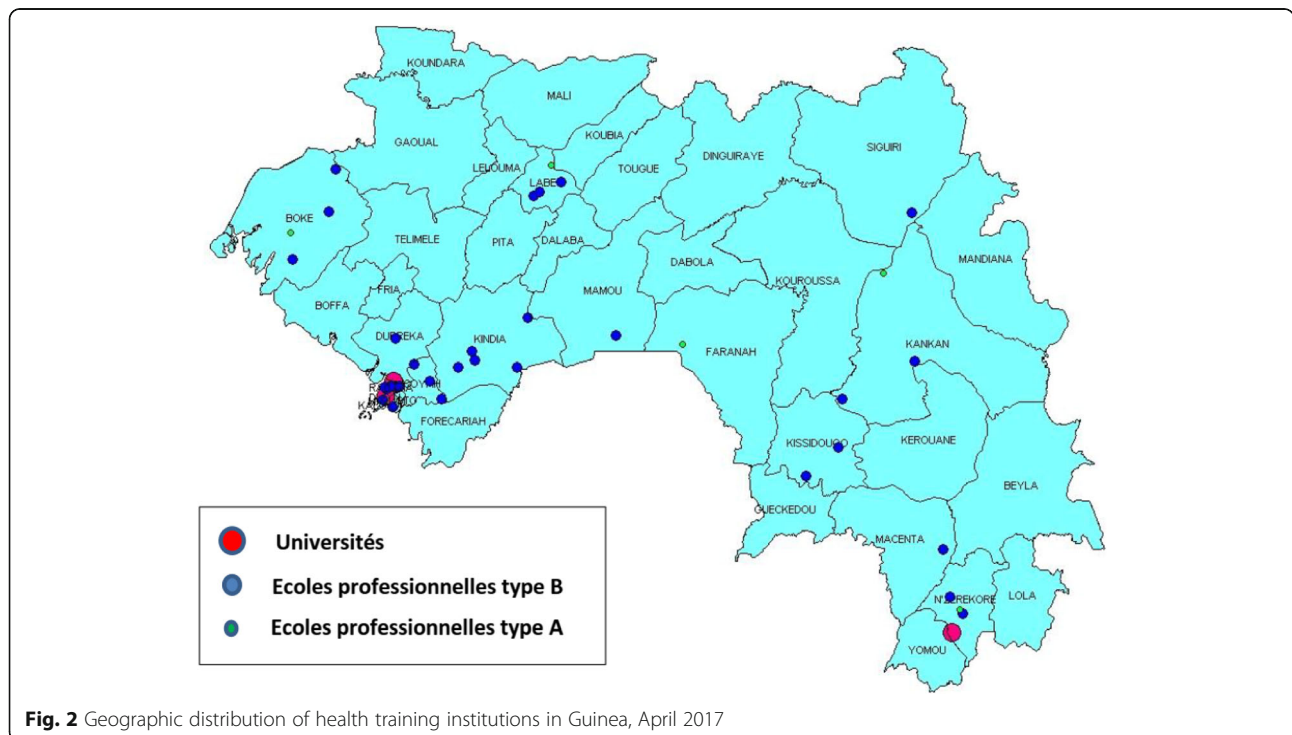 KOUNDARA
MALI
GAOUAL
KOUBIA
SIGUIRI
LELOUMA
TOUGUE
DINGUIRAYE
LABE
BOKE
TELIMELE
PITA
DALABA
DABOLA
MANDIANA
KOUROUSSA
FRIA
MAMOU
BOFFA
DUBREKA
KINDIA
FARANAH
KANKAN
FORECARIAH
KISSIDOUGO
KEROUANE
BEYLA
GUECKEDOU
MACENTA
N'ZEREKORE
LOLA
YOMOU
Universités
Ecoles professionnelles type B
Ecoles professionnelles type A
Fig. 2 Geographic distribution of health training institutions in Guinea, April 2017